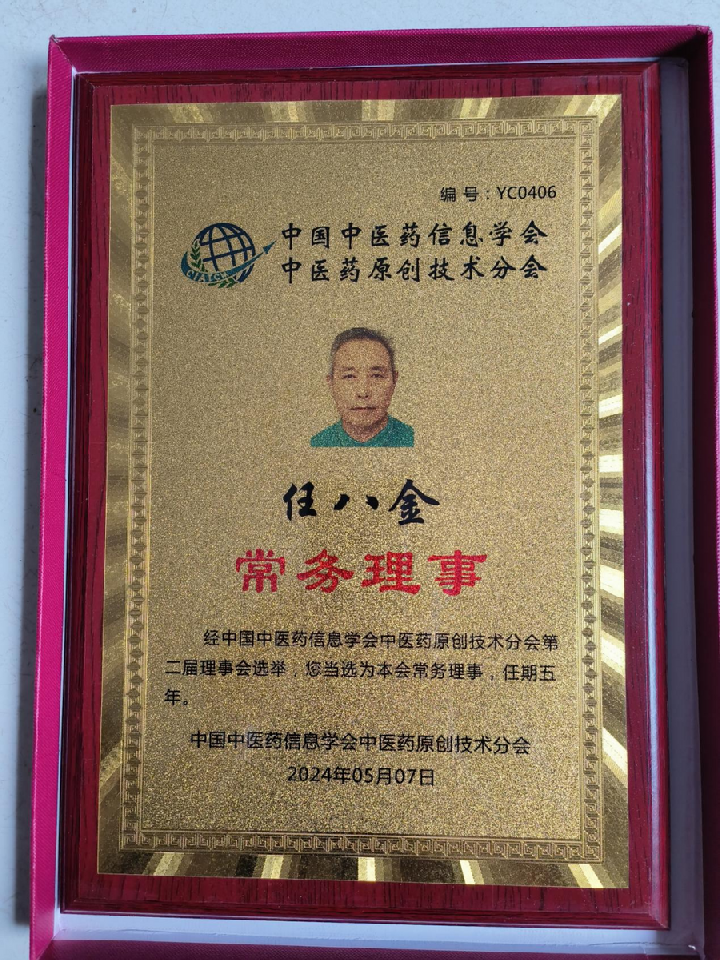 编号:YC0406
中国中医药信息学会
中医药原创技术分会
任八金
常务理事
经中国中医药信息学会中医药原创技术分会第
二届理事会选举,您当选为本会常务理事,任期五
年。
中国中医药信息学会中医药原创技术分会
2024年05月07日